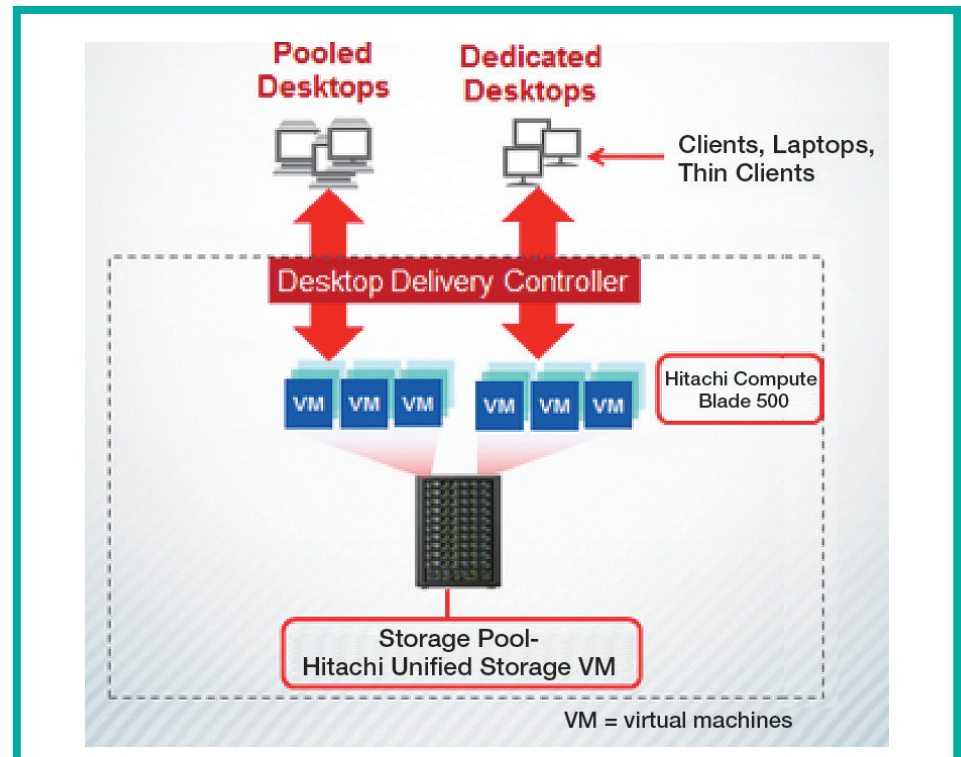 Pooled
Desktops
Dedicated
Desktops
Clients, Laptops,
Thin Clients
Desktop Delivery Controller
VM VM VM
VM VM VM
Hitachi Compute
Blade 500
Storage Pool-
Hitachi Unified Storage VM
VM = virtual machines